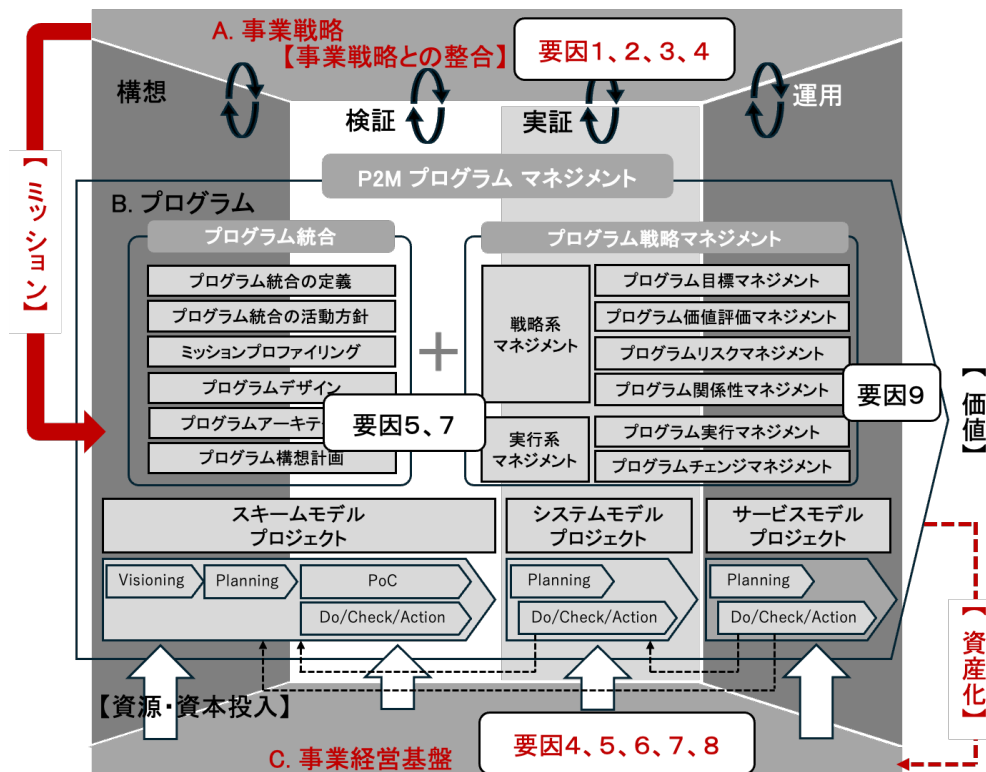 A. 事業戦略
【事業戦略との整合】
要因1、2、3、4
構想
検証
実証
運用
【ミッション】
P2M プログラム マネジメント
B. プログラム
プログラム統合
プログラム統合の定義
プログラム統合の活動方針
ミッションプロファイリング
プログラムデザイン
プログラムアーキテ
プログラム構想計画
要因5、7
+
プログラム戦略マネジメント
戦略系
マネジメント
プログラム目標マネジメント
プログラム価値評価マネジメント
プログラムリスクマネジメント
プログラム関係性マネジメント
実行系
マネジメント
プログラム実行マネジメント
プログラムチェンジマネジメント
要因9
【価値】
スキームモデル
プロジェクト
Visioning
Planning
PoC
Do/Check/Action
システムモデル
プロジェクト
Planning
Do/Check/Action
サービスモデル
プロジェクト
Planning
Do/Check/Action
【資産化】
【資源・資本投入】
要因4、5、6、7、8
C. 事業経営基盤